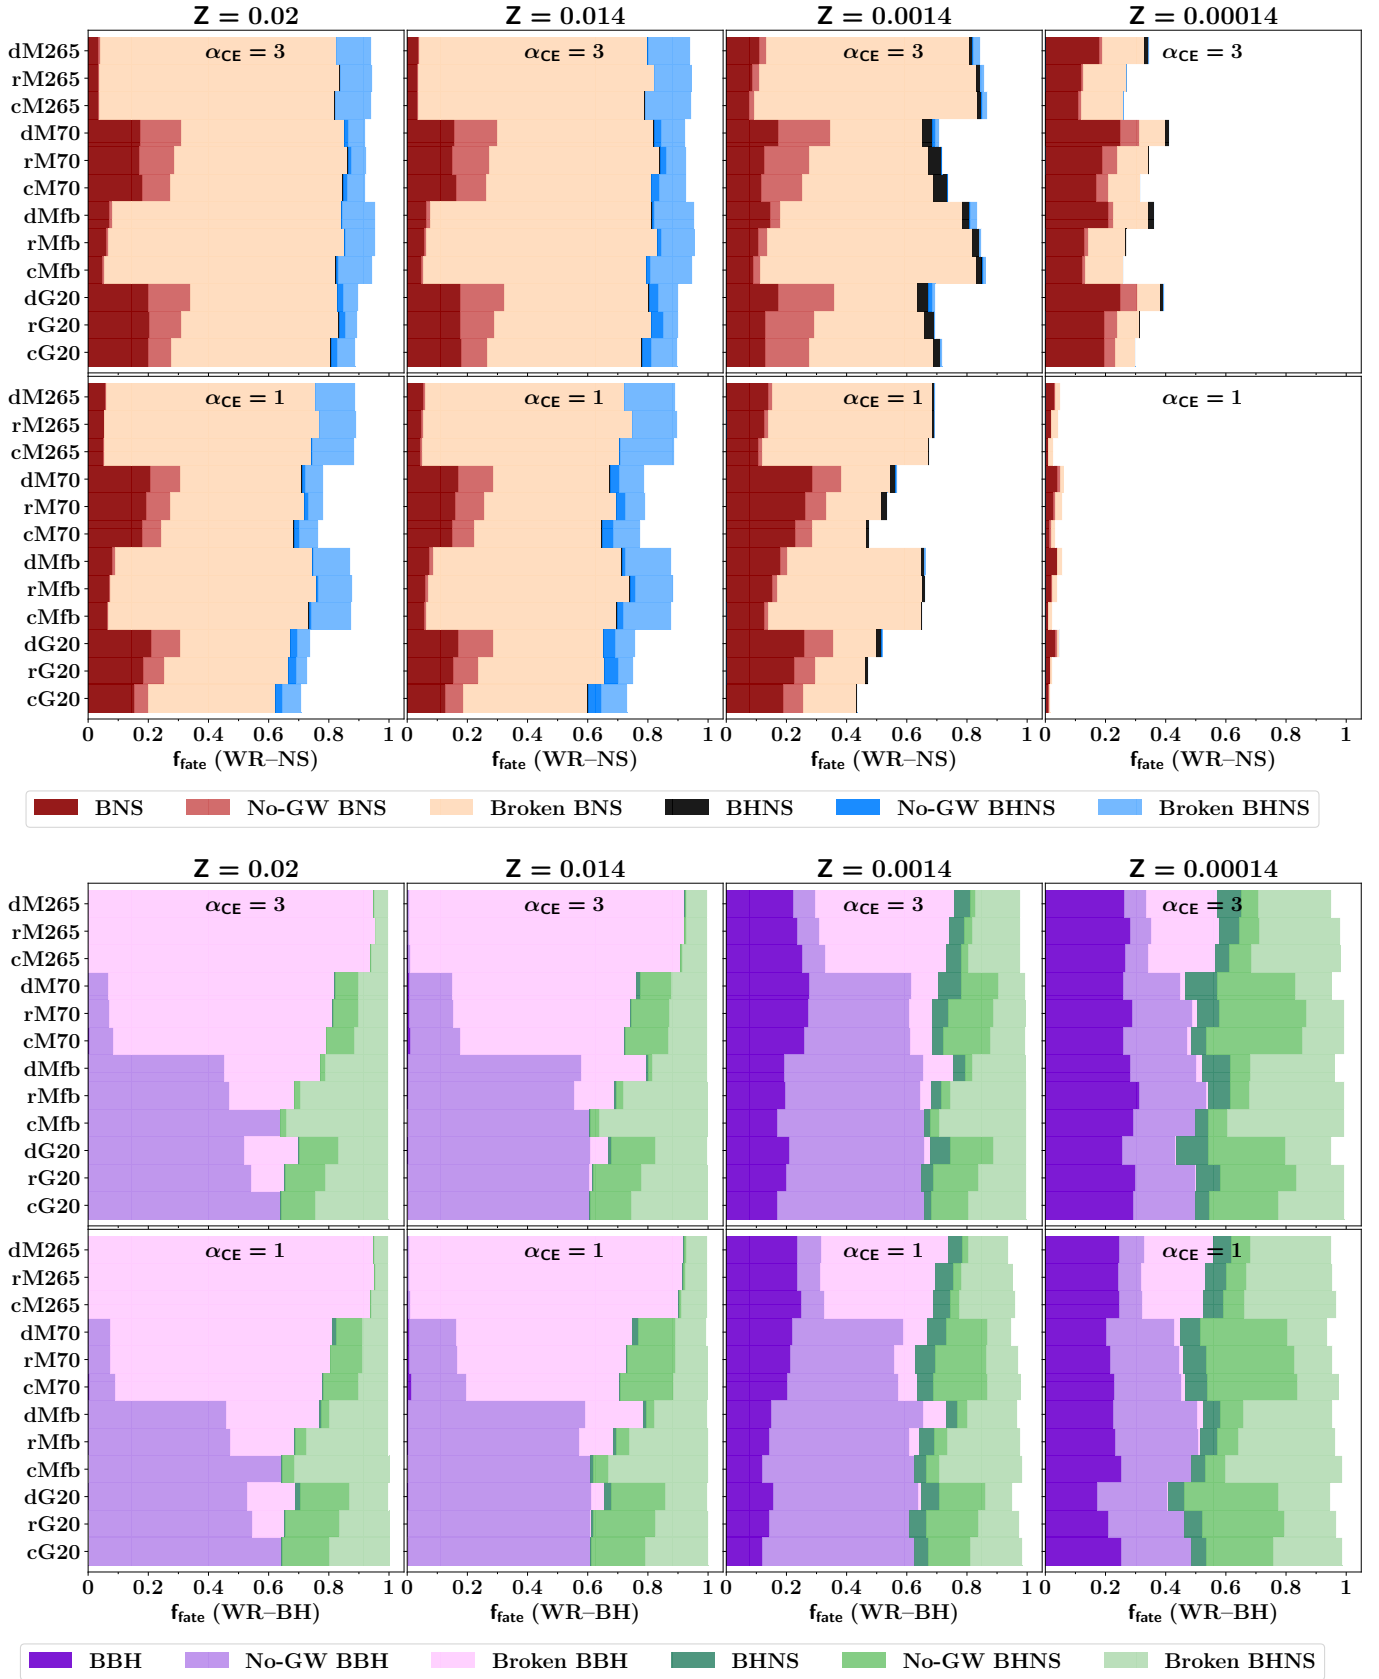 Z = 0.02 Z = 0.014 Z = 0.0014 Z = 0.00014
αCE = 3 αCE = 3 αCE = 3 αCE = 3
dM265
rM265
cM265
dM70
rM70
cM70
dMfb
rMfb
cMfb
dG20
rG20
cG20
αCE = 1 αCE = 1 αCE = 1 αCE = 1
dM265
rM265
cM265
dM70
rM70
cM70
dMfb
rMfb
cMfb
dG20
rG20
cG20
0 0.2 0.4 0.6 0.8 1 0 0.2 0.4 0.6 0.8 1 0 0.2 0.4 0.6 0.8 1 0 0.2 0.4 0.6 0.8 1
ffate (WR–NS) ffate (WR–NS) ffate (WR–NS) ffate (WR–NS)
BNS No-GW BNS Broken BNS BHNS No-GW BHNS Broken BHNS
Z = 0.02 Z = 0.014 Z = 0.0014 Z = 0.00014
αCE = 3 αCE = 3 αCE = 3 αCE = 3
dM265
rM265
cM265
dM70
rM70
cM70
dMfb
rMfb
cMfb
dG20
rG20
cG20
αCE = 1 αCE = 1 αCE = 1 αCE = 1
dM265
rM265
cM265
dM70
rM70
cM70
dMfb
rMfb
cMfb
dG20
rG20
cG20
0 0.2 0.4 0.6 0.8 1 0 0.2 0.4 0.6 0.8 1 0 0.2 0.4 0.6 0.8 1 0 0.2 0.4 0.6 0.8 1
ffate (WR–BH) ffate (WR–BH) ffate (WR–BH) ffate (WR–BH)
BBH No-GW BBH Broken BBH BHNS No-GW BHNS Broken BHNS